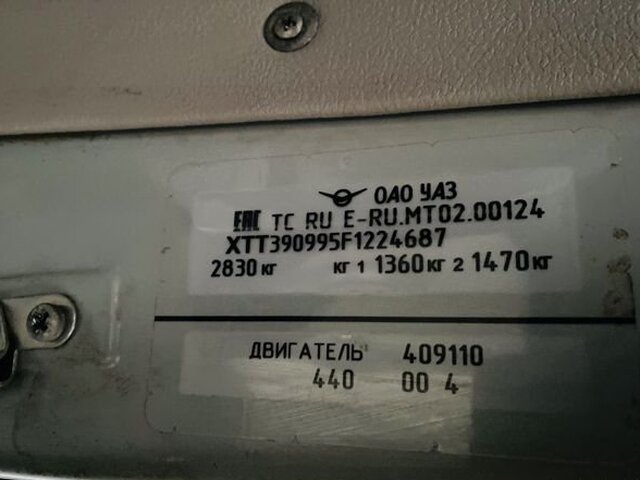 ОАО УАЗ
ЕАС ТС RU E-RU.MT02.00124
XTT390995F1224687
2830 кг кг 1 1360 кг 2 1470 кг
ДВИГАТЕЛЬ 409110
440 00 4